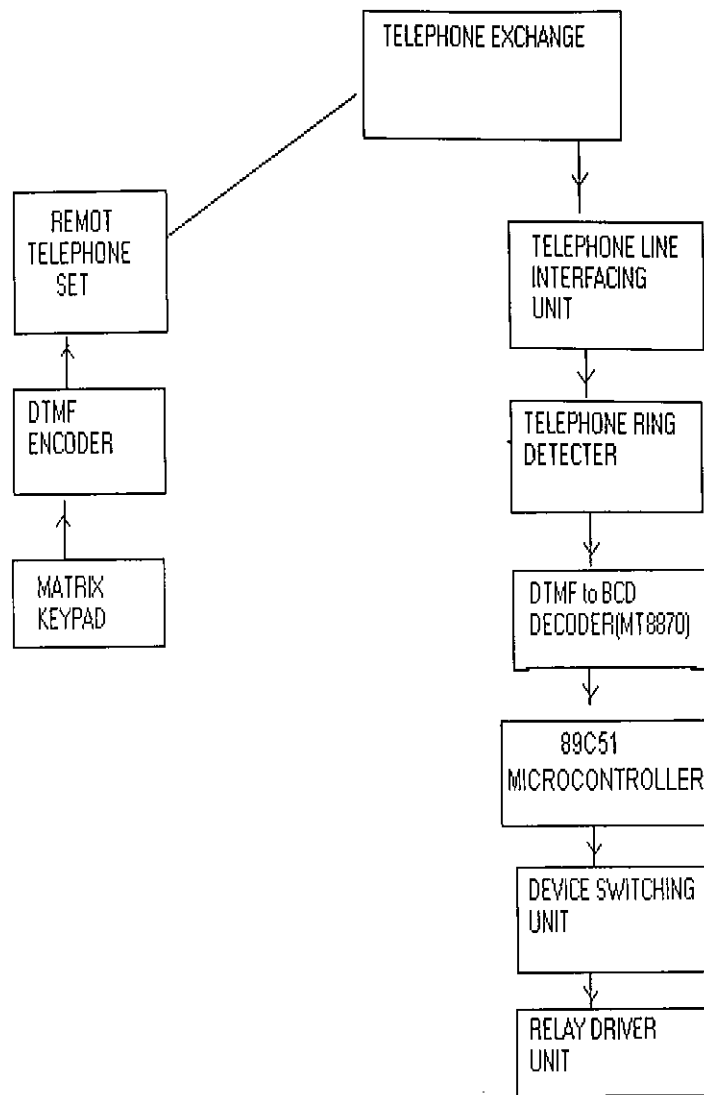 TELEPHONE EXCHANGE
REMOT
TELEPHONE
SET
DTMF
ENCODER
MATRIX
KEYPAD
TELEPHONE LINE
INTERFACING
UNIT
TELEPHONE RING
DETECTER
DTMF to BCD
DECODER(MT8870)
89C51
MICROCONTROLLER
DEVICE SWITCHING
UNIT
RELAY DRIVER
UNIT